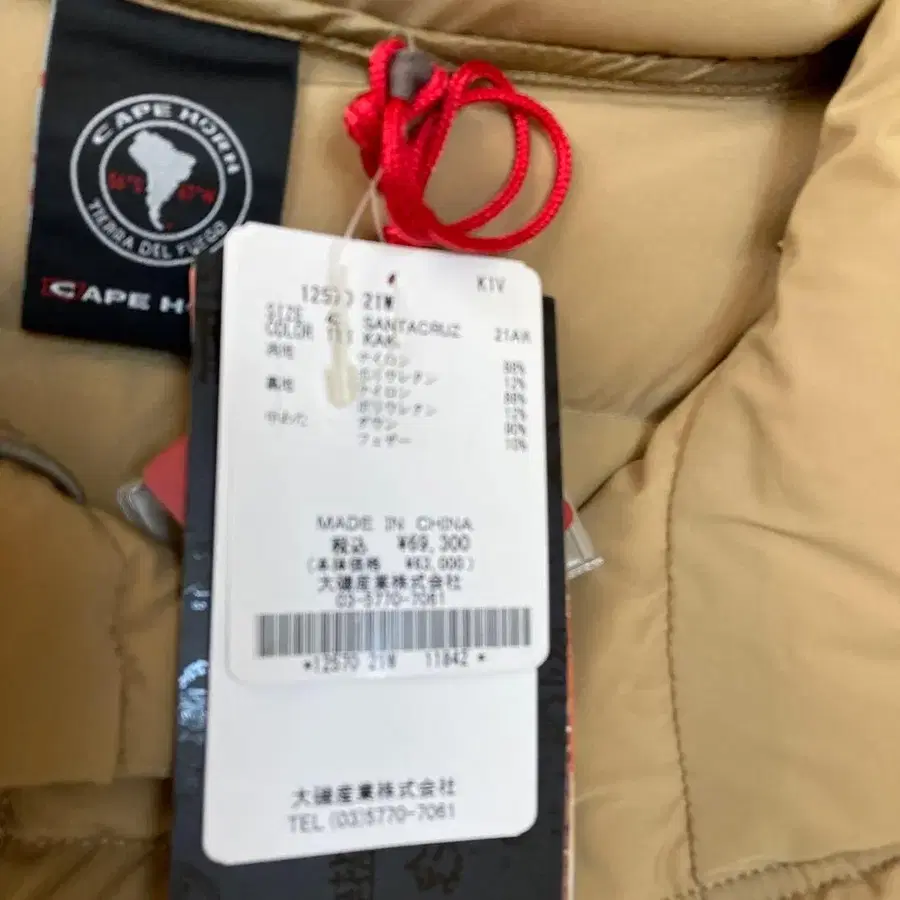 CAPE HORN
TIERRA DEL FUEGO
CAPE H
KIV
12570 21W
SIZE SANTACRUZ 21AW
COLOR KAKI
表地 ナイロン 88%
ポリウレタン 12%
裏地 ナイロン 88%
ポリウレタン 12%
中わた ダウン 90%
フェザー 10%
MADE IN CHINA
税込 ¥69,300
(本体価格 ¥63,000)
大磯産業株式会社
03-5770-7061
*12570 21W 11842 *
大磯産業株式会社
TEL (03)5770-7061